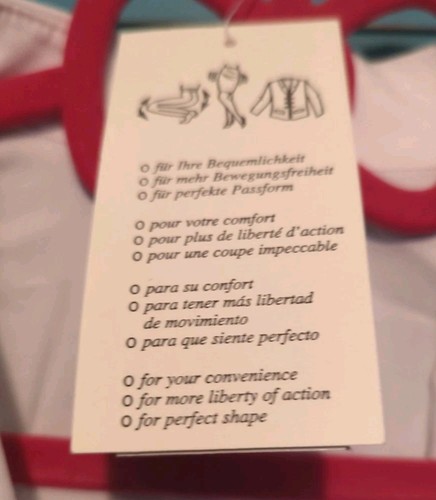 O für Ihre Bequemlichkeit
O für mehr Bewegungsfreiheit
O für perfekte Passform
O pour votre comfort
O pour plus de liberté d'action
O pour une coupe impeccable
O para su confort
O para tener más libertad
de movimiento
O para que siente perfecto
O for your convenience
O for more liberty of action
O for perfect shape